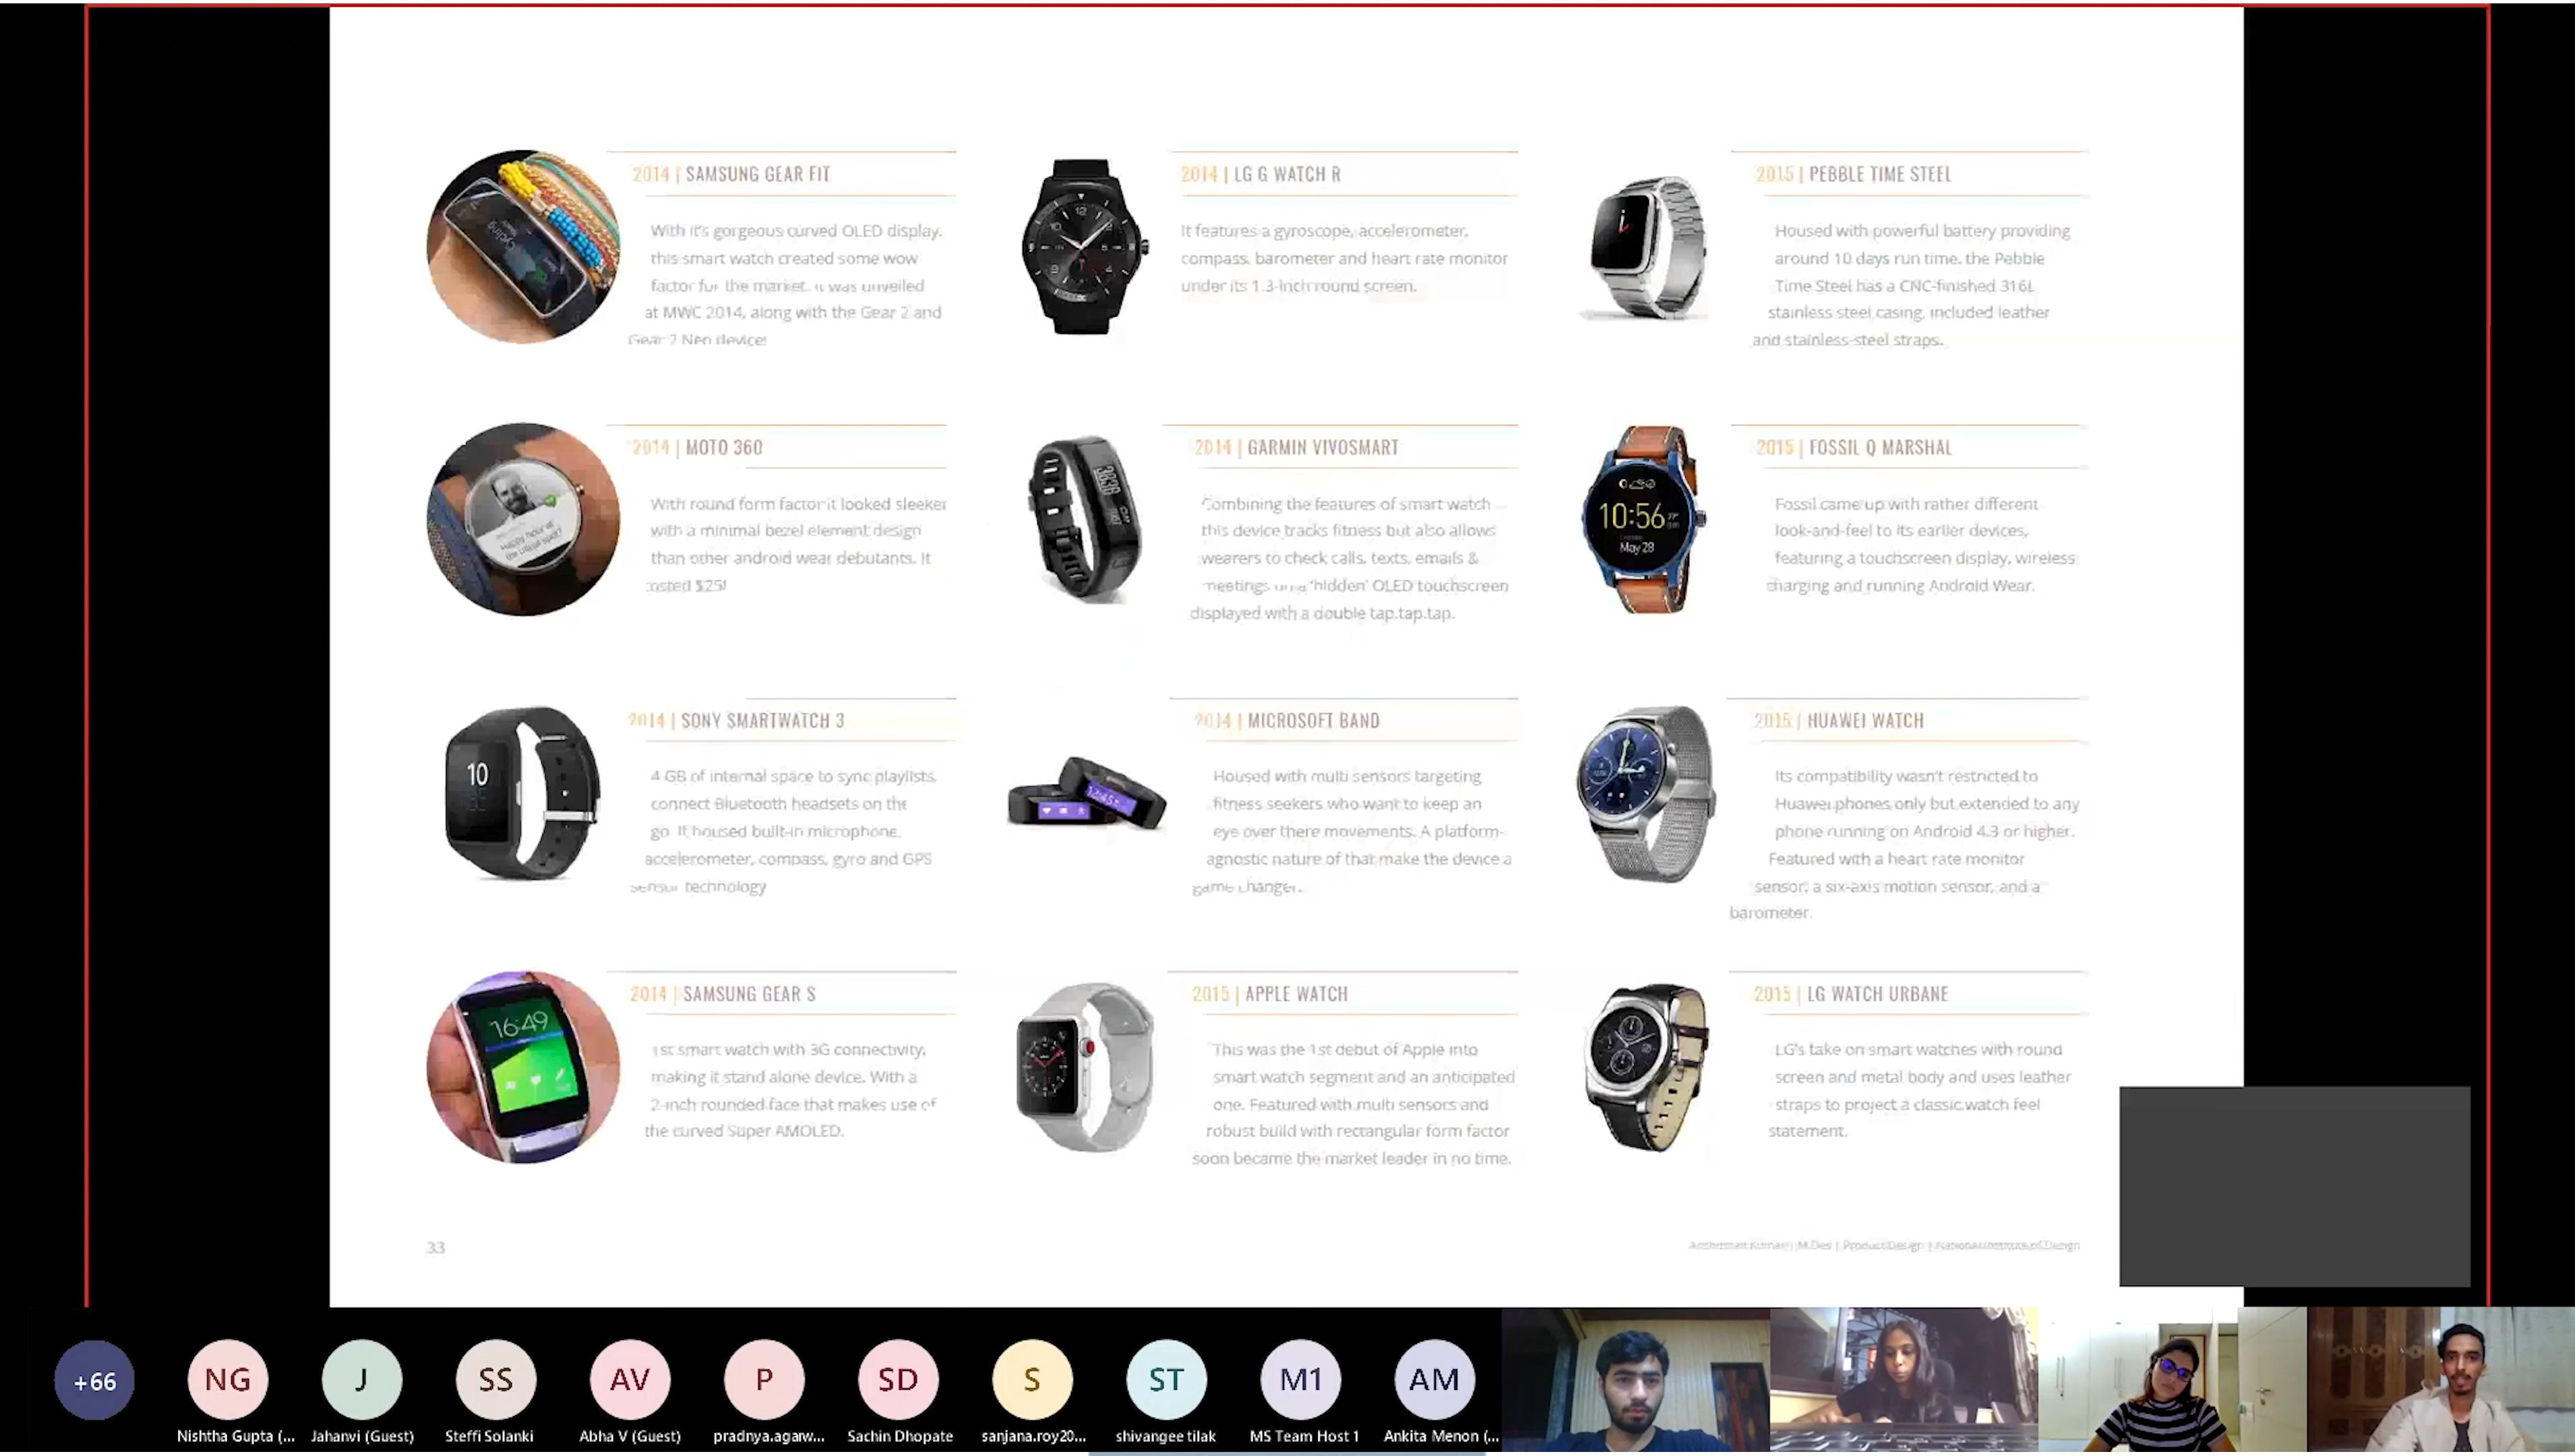 2014 | SAMSUNG GEAR FIT
With it's gorgeous curved OLED display,
this smart watch created some wow
factor for the market. It was unveiled
at MWC 2014, along with the Gear 2 and
Gear 2 Neo device
2014 | LG G WATCH R
It features a gyroscope, accelerometer,
compass, barometer and heart rate monitor
under its 1.3-inch round screen.
2015 | PEBBLE TIME STEEL
Housed with powerful battery providing
around 10 days run time, the Pebble
Time Steel has a CNC-finished 316L
stainless steel casing, included leather
and stainless-steel straps.
2014 | MOTO 360
With round form factor it looked sleeker
with a minimal bezel element design
than other android wear debutants. It
costed
2014 | GARMIN VIVOSMART
Combining the features of smart watch
this device tracks fitness but also allows
wearers to check calls, texts, emails &
meetings 'hidden' OLED touchscreen
displayed with a double tap.tap.tap.
2015 | FOSSIL Q MARSHAL
Fossil came up with rather different
look-and-feel to its earlier devices,
featuring a touchscreen display, wireless
charging and running Android Wear.
10:56
May 28
2014 | SONY SMARTWATCH 3
4 GB of internal space to sync playlists,
connect Bluetooth headsets on the
go. It housed built-in microphone,
accelerometer, compass, gyro and GPS
sensor technology
10
2014 | MICROSOFT BAND
Housed with multi sensors targeting
fitness seekers who want to keep an
eye over there movements. A platform-
agnostic nature of that make the device a
game changer.
2015 | HUAWEI WATCH
Its compatibility wasn't restricted to
Huawei phones only but extended to any
phone running on Android 4.3 or higher.
Featured with a heart rate monitor
sensor, a six-axis motion sensor, and a
barometer.
2014 | SAMSUNG GEAR S
1st smart watch with 3G connectivity,
making it stand alone device. With a
2-inch rounded face that makes use of
the curved Super AMOLED.
16:49
2015 | APPLE WATCH
This was the 1st debut of Apple into
smart watch segment and an anticipated
one. Featured with multi sensors and
robust build with rectangular form factor
soon became the market leader in no time.
2015 | LG WATCH URBANE
LG's take on smart watches with round
screen and metal body and uses leather
straps to project a classic watch feel
statement.
33
Kumar | M.Des | Product Design | National Institute of Design
+66
NG
J
SS
AV
P
SD
S
ST
M1
AM
Nishtha Gupta (...
Jahanvi (Guest)
Steffi Solanki
Abha V (Guest)
pradnya.agarw...
Sachin Dhopate
sanjana.roy20...
shivangee tilak
MS Team Host 1
Ankita Menon (...